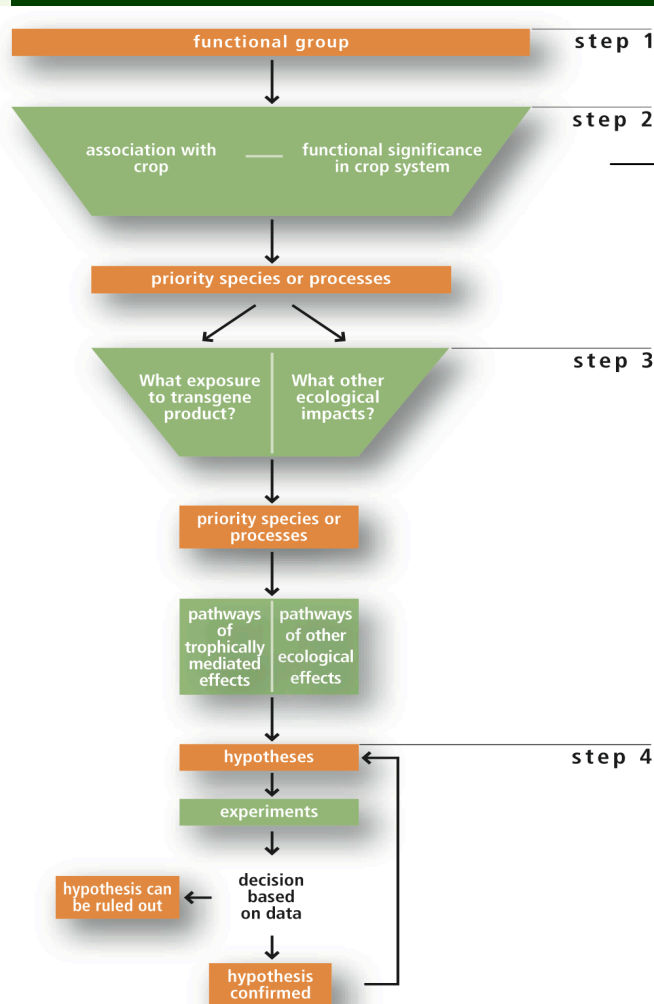 functional group
step 1
step 2
association with
crop
functional significance
in crop system
priority species or processes
step 3
What exposure
to transgene
product?
What other
ecological
impacts?
priority species or
processes
pathways
of
trophically
mediated
effects
pathways
of other
ecological
effects
hypotheses
step 4
experiments
decision
based
on data
hypothesis can
be ruled out
hypothesis
confirmed